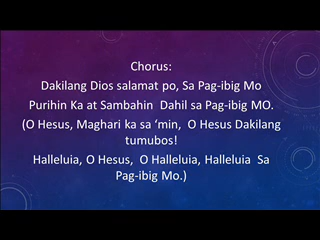 Chorus:
Dakilang Dios salamat po, Sa Pag-ibig Mo
Purihin Ka at Sambahin  Dahil sa Pag-ibig MO.
(O Hesus, Maghari ka sa ‘min,  O Hesus Dakilang
tumubos!
Halleluia, O Hesus,  O Halleluia, Halleluia  Sa
Pag-ibig Mo.)